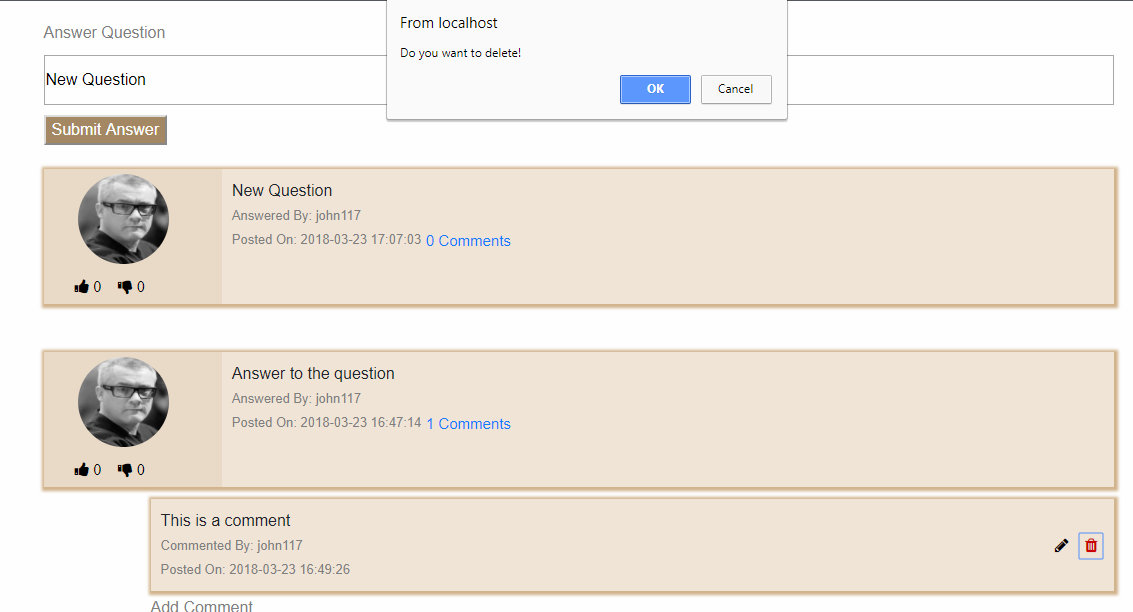 From localhost
Do you want to delete!
OK Cancel
Answer Question
New Question
Submit Answer
New Question
Answered By: john117
Posted On: 2018-03-23 17:07:03 0 Comments
0 0
Answer to the question
Answered By: john117
Posted On: 2018-03-23 16:47:14 1 Comments
0 0
This is a comment
Commented By: john117
Posted On: 2018-03-23 16:49:26
Add Comment